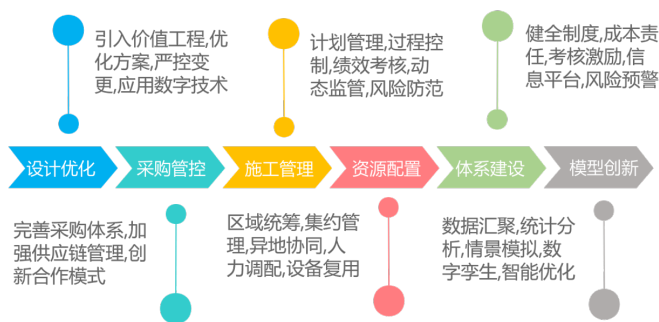 引入价值工程,优
化方案,严控变
更,应用数字技术
计划管理,过程控
制,绩效考核,动
态监管,风险防范
健全制度,成本责
任,考核激励,信
息平台,风险预警
设计优化
采购管控
施工管理
资源配置
体系建设
模型创新
完善采购体系,加
强供应链管理,创
新合作模式
区域统筹,集约管
理,异地协同,人
力调配,设备复用
数据汇聚,统计分
析,情景模拟,数
字孪生,智能优化